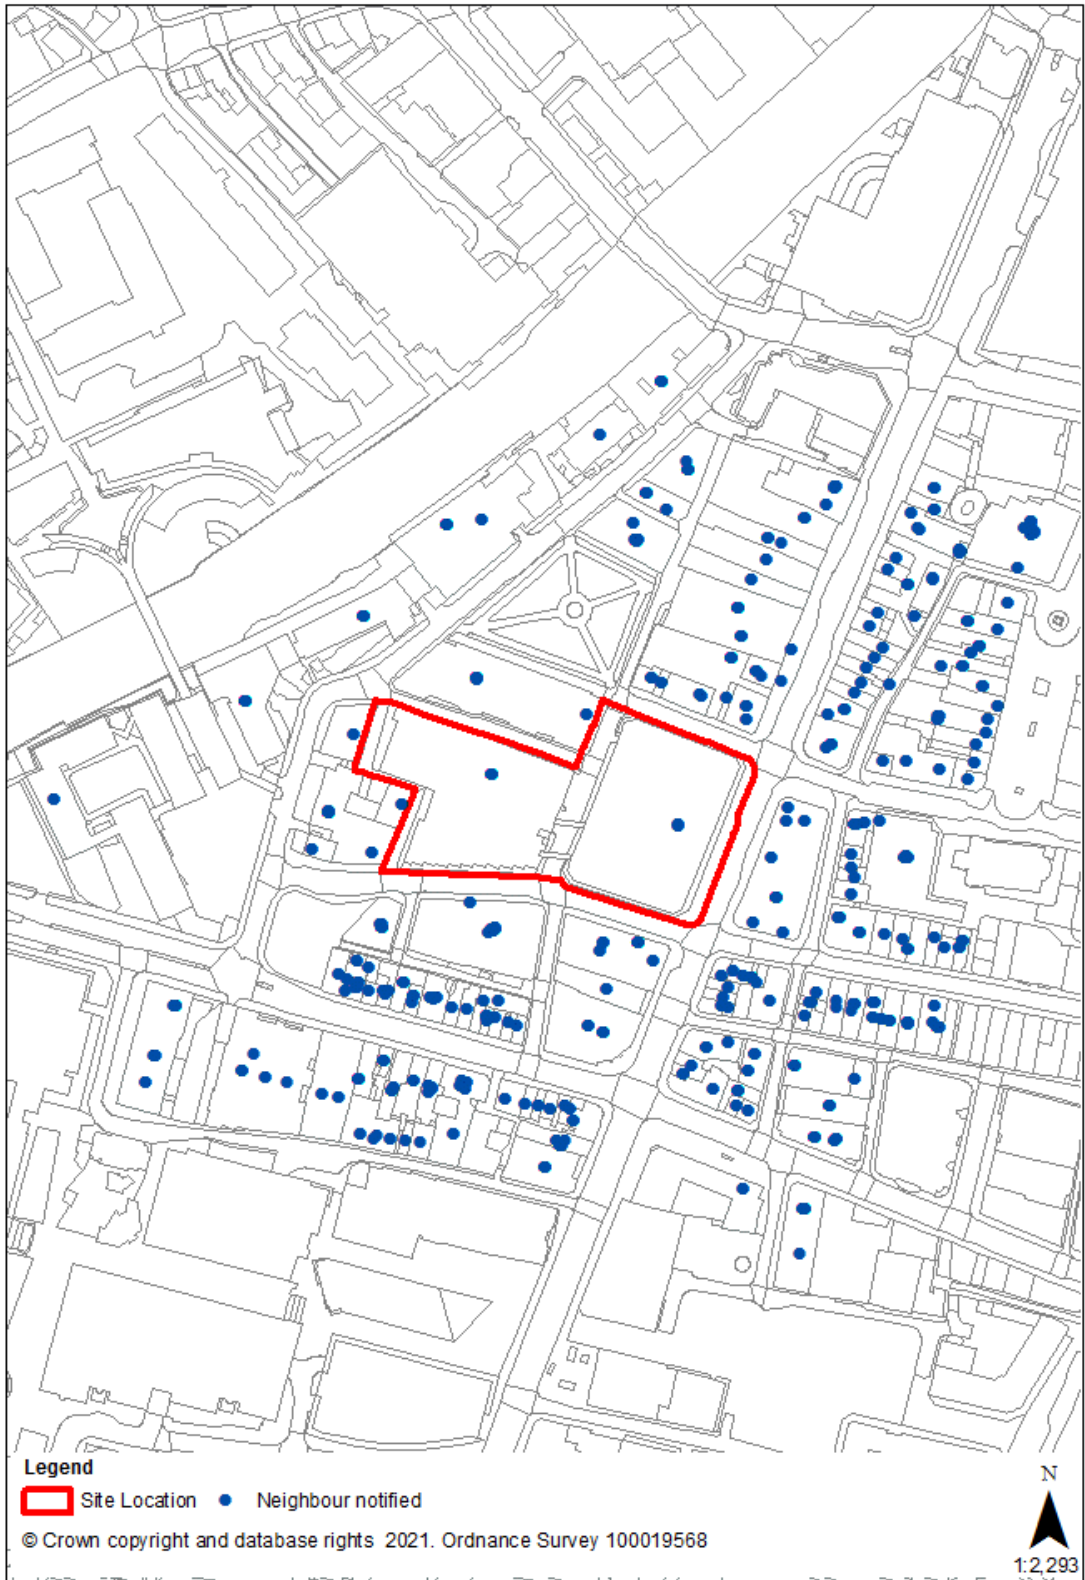 Legend
Site Location Neighbour notified
© Crown copyright and database rights 2021. Ordnance Survey 100019568
N
1:2,293